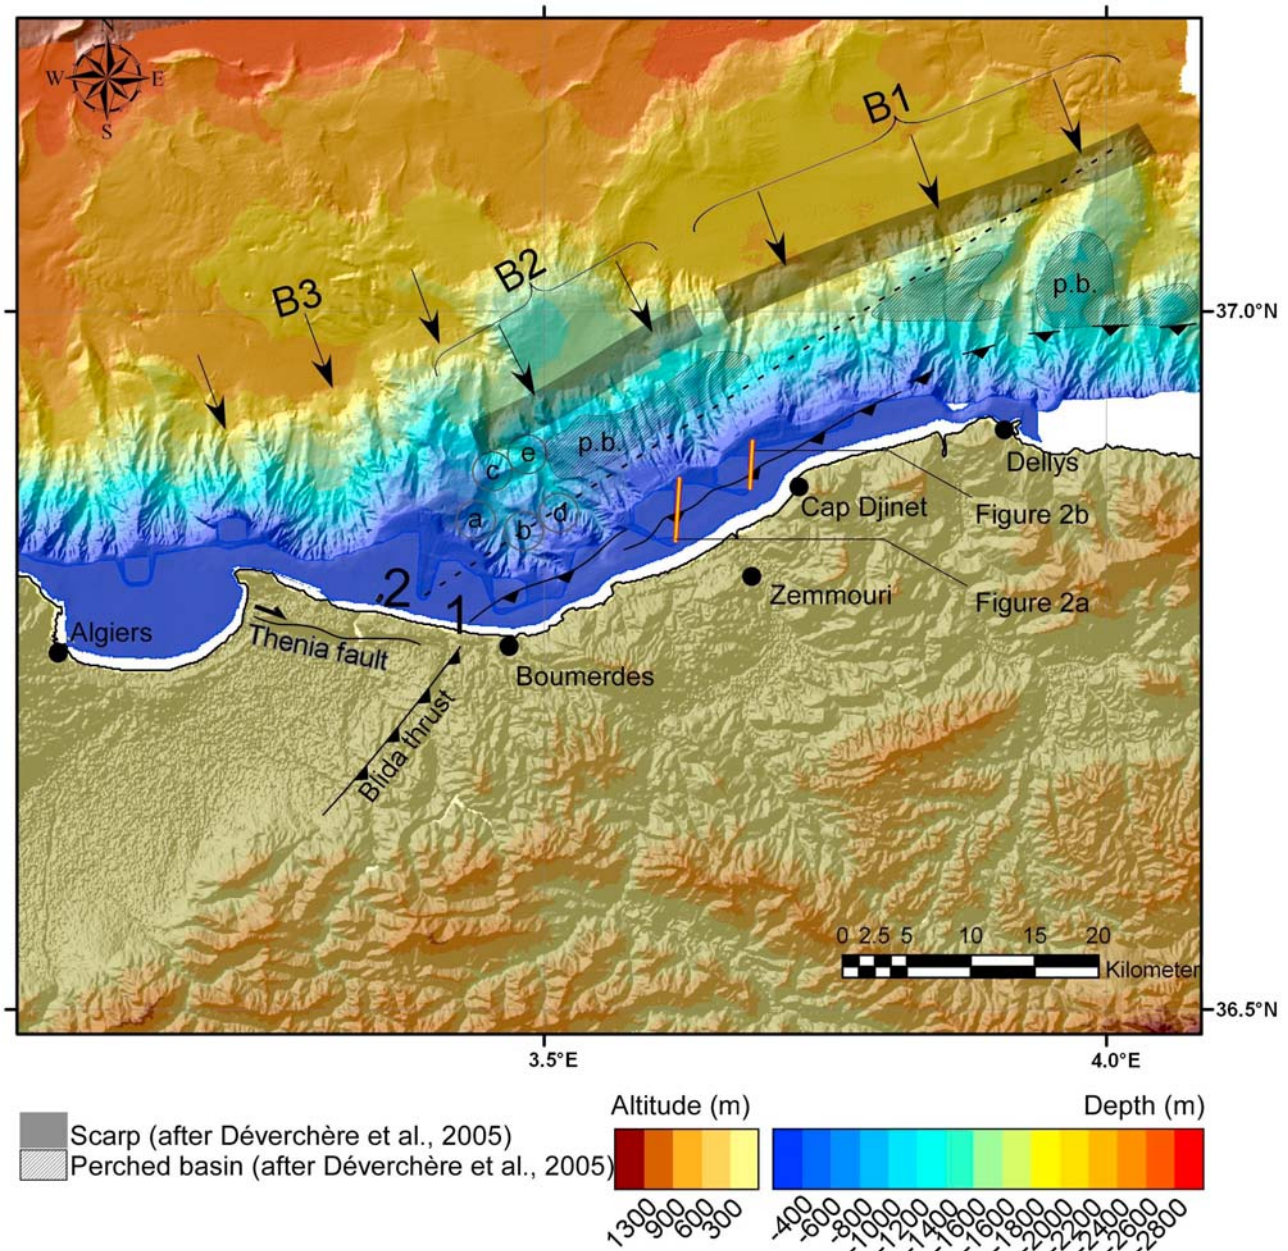 N
W E
S
B1
B2
B3
p.b.
37.0°N
p.b.
e
c
a
b
d
Dellys
Cap Djinet
Figure 2b
2
1
Zemmouri
Figure 2a
Algiers
Thenia fault
Boumerdes
Blida thrust
0 2.5 5 10 15 20
Kilometer
36.5°N
3.5°E 4.0°E
Altitude (m) Depth (m)
Scarp (after Déverchère et al., 2005)
Perched basin (after Déverchère et al., 2005)
1300 900 600 300
-400 -600 -800 -1000 -1200 -1400 -1600 -1600 -1800 -2000 -2200 -2400 -2600 -2800